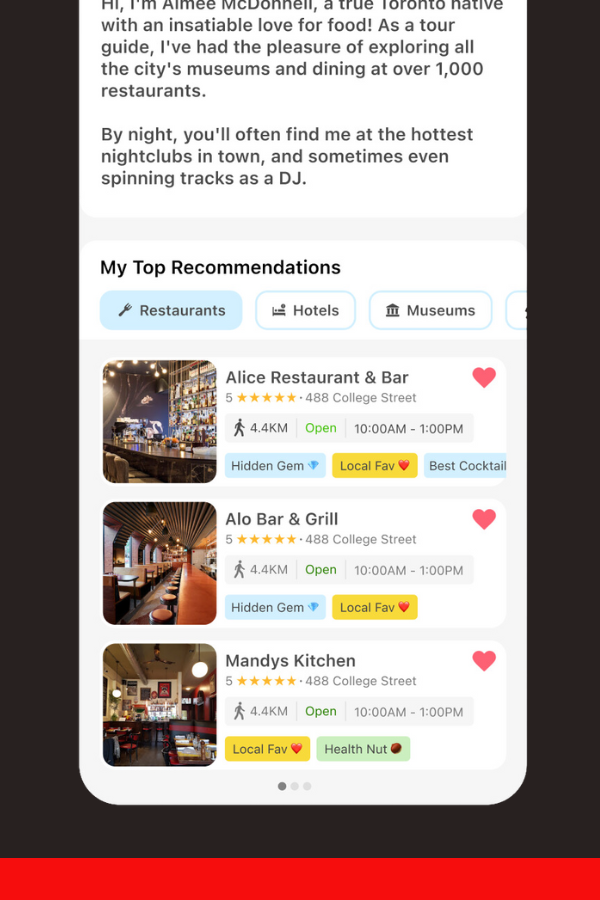 Hi, I'm Aimee McDonnell, a true Toronto native
with an insatiable love for food! As a tour
guide, I've had the pleasure of exploring all
the city's museums and dining at over 1,000
restaurants.
By night, you'll often find me at the hottest
nightclubs in town, and sometimes even
spinning tracks as a DJ.
My Top Recommendations
Restaurants
Hotels
Museums
Alice Restaurant & Bar
5 ★★★★★ · 488 College Street
4.4KM Open 10:00AM - 1:00PM
Hidden Gem 💎 Local Fav ❤️ Best Cocktail
Alo Bar & Grill
5 ★★★★★ · 488 College Street
4.4KM Open 10:00AM - 1:00PM
Hidden Gem 💎 Local Fav ❤️
Mandys Kitchen
5 ★★★★★ · 488 College Street
4.4KM Open 10:00AM - 1:00PM
Local Fav ❤️ Health Nut 🌰